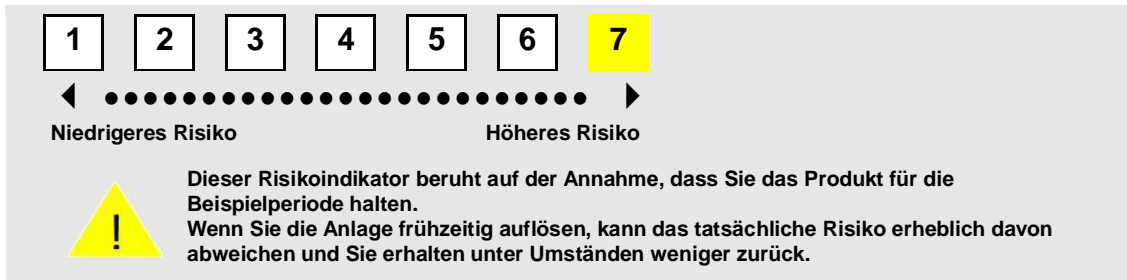 1 2 3 4 5 6 7
Niedrigeres Risiko Höheres Risiko
Dieser Risikoindikator beruht auf der Annahme, dass Sie das Produkt für die
Beispielperiode halten.
Wenn Sie die Anlage frühzeitig auflösen, kann das tatsächliche Risiko erheblich davon
abweichen und Sie erhalten unter Umständen weniger zurück.
!